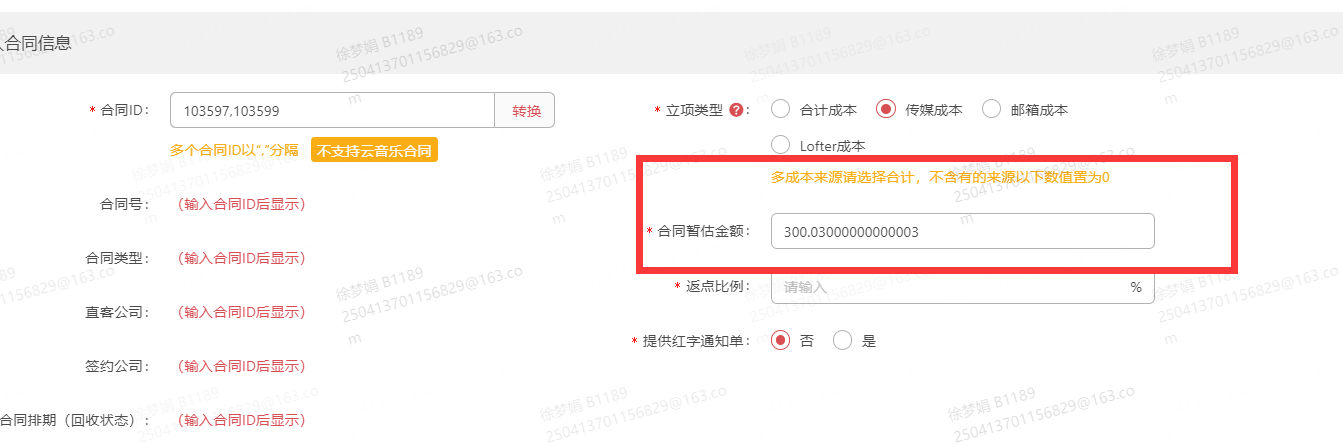 入合同信息
* 合同ID： 103597,103599 转换
多个合同ID以“,”分隔 不支持云音乐合同
合同号： （输入合同ID后显示）
合同类型： （输入合同ID后显示）
直客公司： （输入合同ID后显示）
签约公司： （输入合同ID后显示）
合同排期（回收状态）： （输入合同ID后显示）
* 立项类型 ?： 合计成本 传媒成本 邮箱成本
Lofter成本
多成本来源请选择合计，不含有的来源以下数值置为0
* 合同暂估金额： 300.03000000000003
* 返点比例： 请输入 %
* 提供红字通知单： 否 是
徐梦娟 B1189
250413701156829@163.co
m